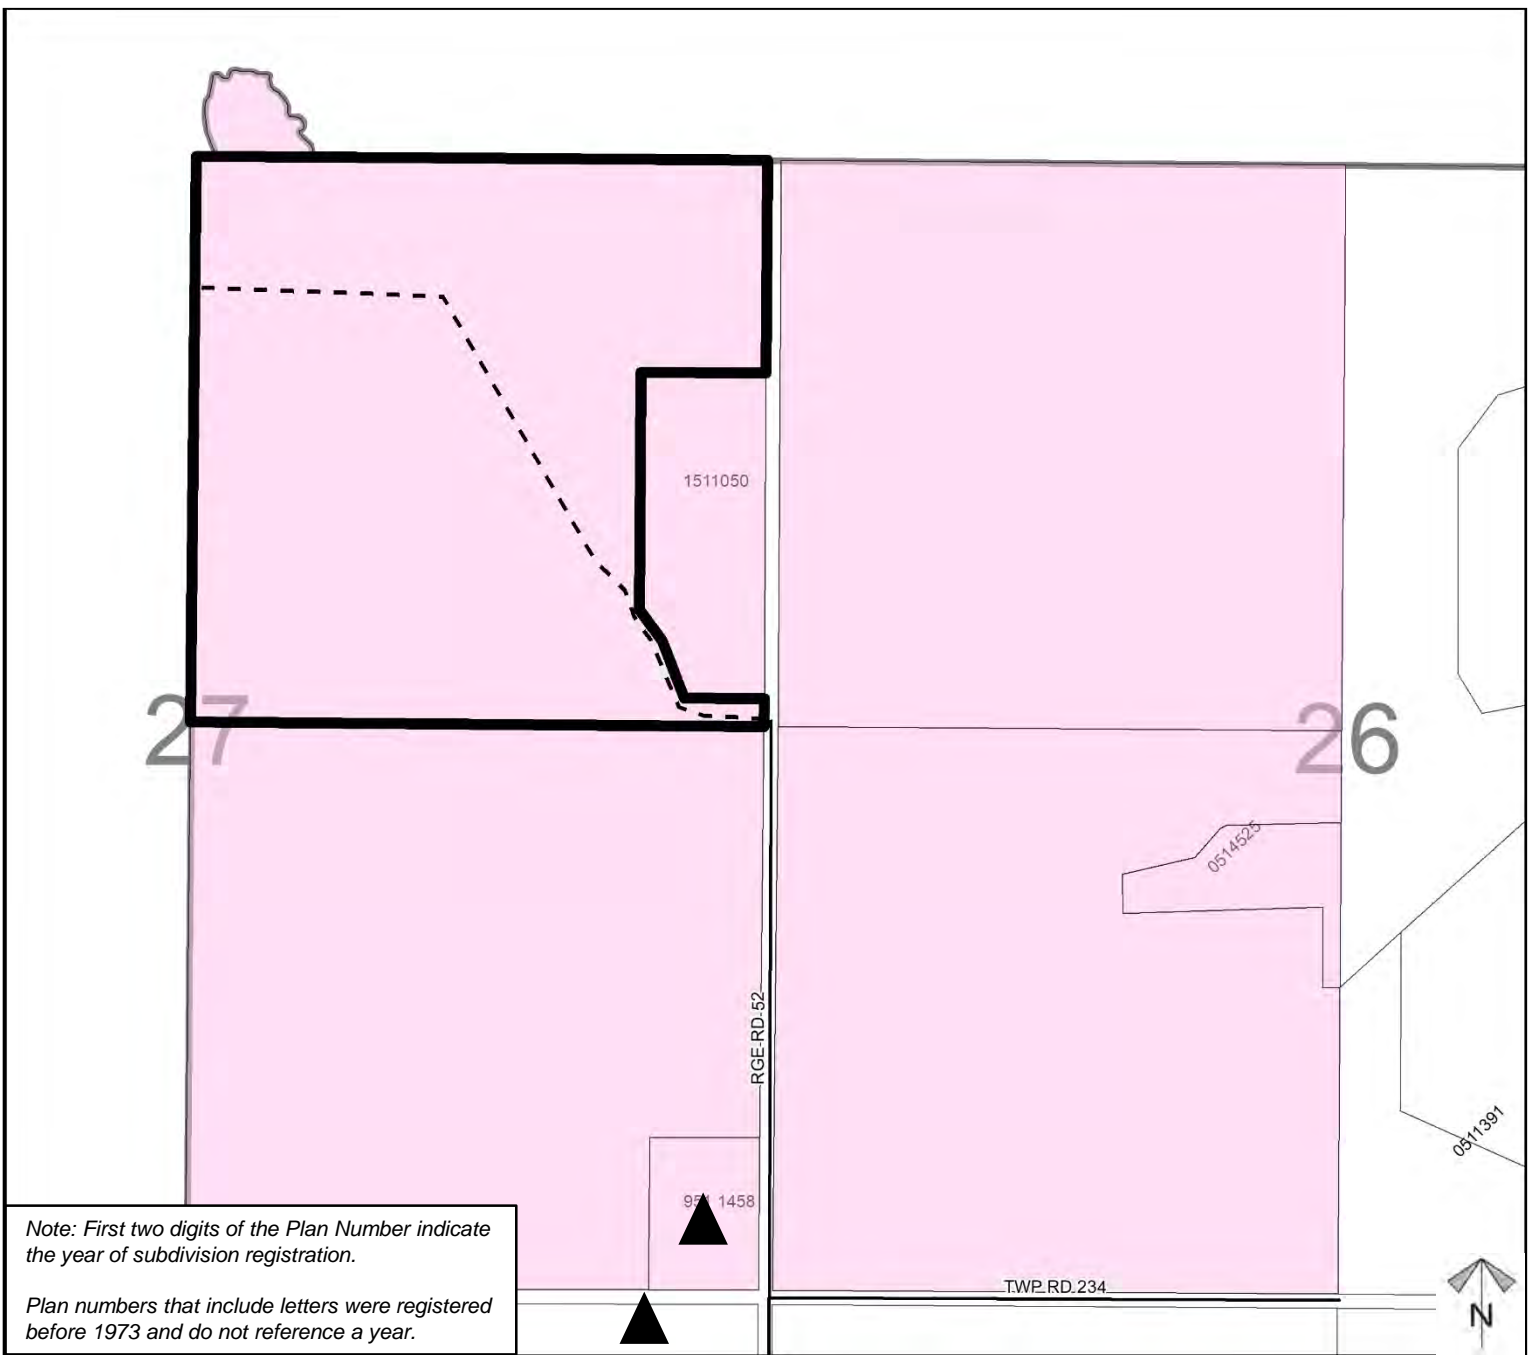 1511050
27
26
0514525
RGE-RD-52
0511391
1458
TWP RD 234
Note: First two digits of the Plan Number indicate
the year of subdivision registration.
Plan numbers that include letters were registered
before 1973 and do not reference a year.
N